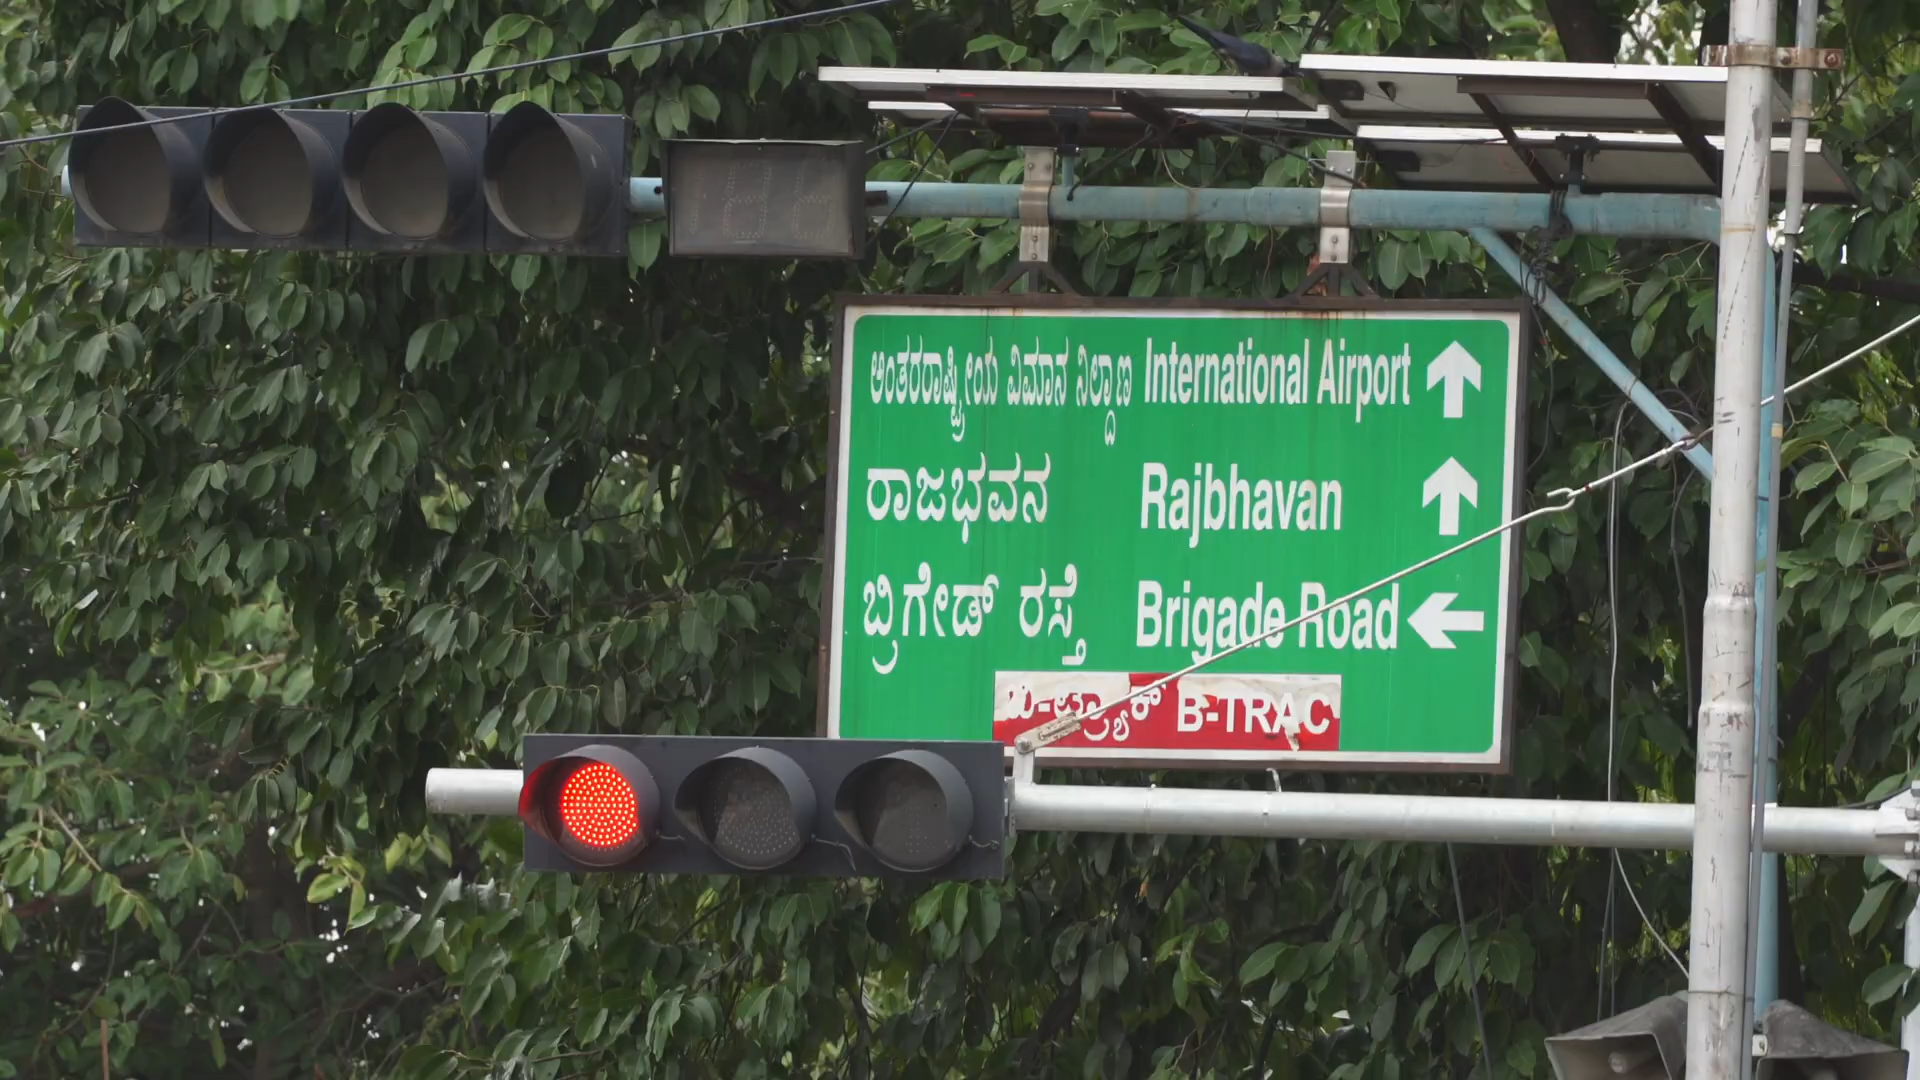 ಅಂತರರಾಷ್ಟ್ರೀಯ ವಿಮಾನ ನಿಲ್ದಾಣ International Airport
ರಾಜಭವನ Rajbhavan
ಬ್ರಿಗೇಡ್ ರಸ್ತೆ Brigade Road
ಬಿ-ಟ್ರ್ಯಾಕ್ B-TRAC